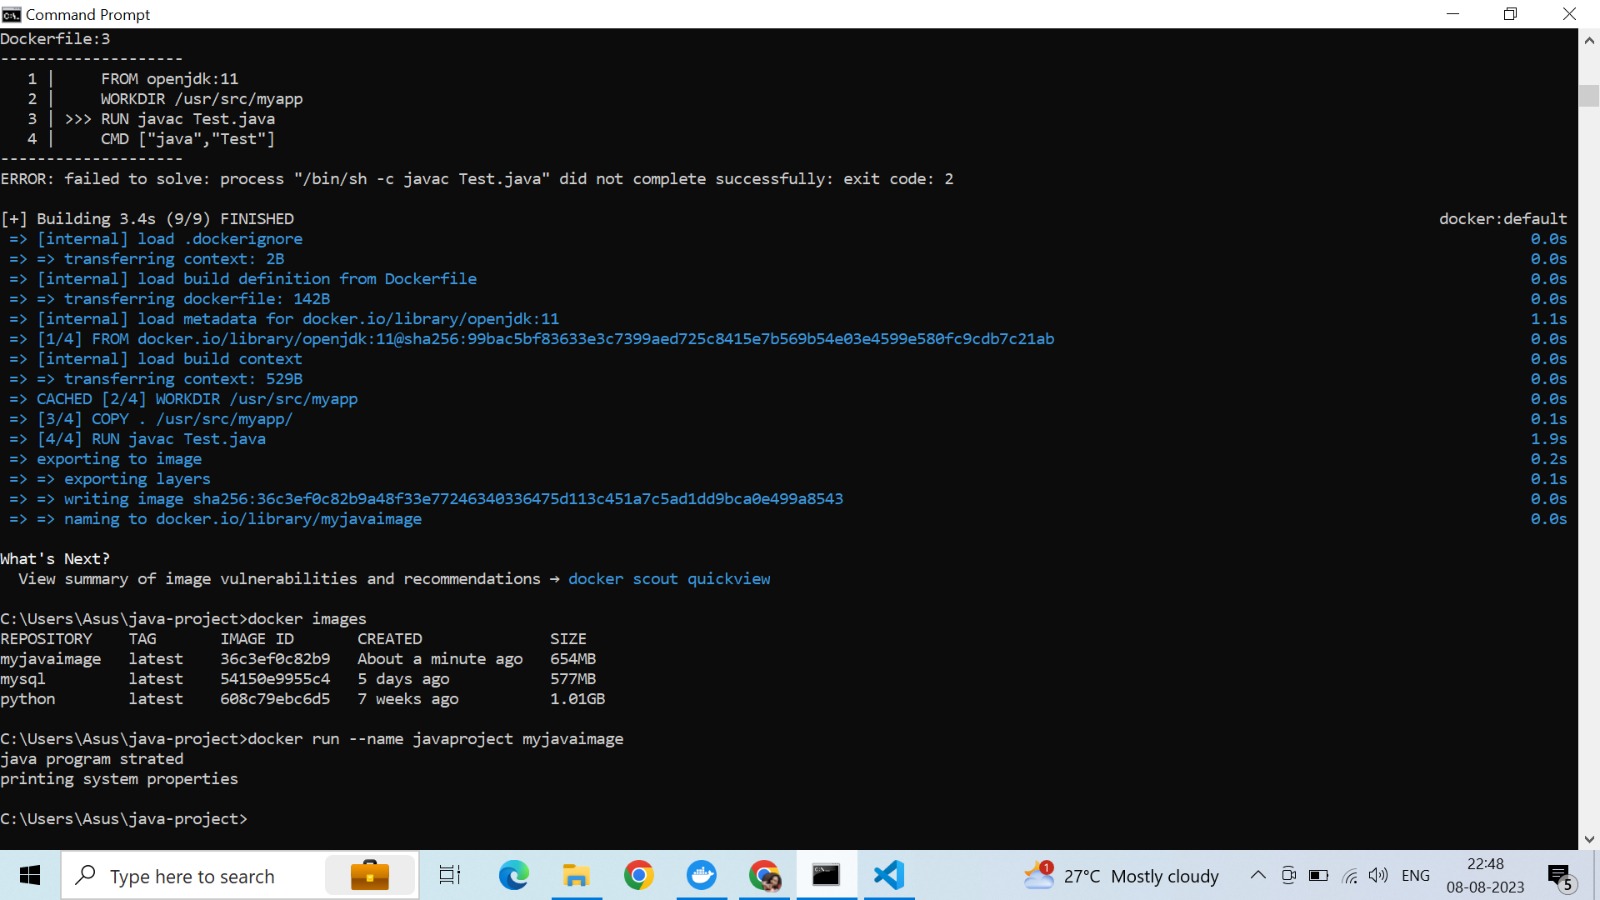 Command Prompt
Dockerfile:3
--------------------
   1 |     FROM openjdk:11
   2 |     WORKDIR /usr/src/myapp
   3 | >>> RUN javac Test.java
   4 |     CMD ["java","Test"]
--------------------
ERROR: failed to solve: process "/bin/sh -c javac Test.java" did not complete successfully: exit code: 2
[+] Building 3.4s (9/9) FINISHED docker:default
 => [internal] load .dockerignore 0.0s
 => => transferring context: 2B 0.0s
 => [internal] load build definition from Dockerfile 0.0s
 => => transferring dockerfile: 142B 0.0s
 => [internal] load metadata for docker.io/library/openjdk:11 1.1s
 => [1/4] FROM docker.io/library/openjdk:11@sha256:99bac5bf83633e3c7399aed725c8415e7b569b54e03e4599e580fc9cdb7c21ab 0.0s
 => [internal] load build context 0.0s
 => => transferring context: 529B 0.0s
 => CACHED [2/4] WORKDIR /usr/src/myapp 0.0s
 => [3/4] COPY . /usr/src/myapp/ 0.1s
 => [4/4] RUN javac Test.java 1.9s
 => exporting to image 0.2s
 => => exporting layers 0.1s
 => => writing image sha256:36c3ef0c82b9a48f33e77246340336475d113c451a7c5ad1dd9bca0e499a8543 0.0s
 => => naming to docker.io/library/myjavaimage 0.0s
What's Next?
  View summary of image vulnerabilities and recommendations → docker scout quickview
C:\Users\Asus\java-project>docker images
REPOSITORY    TAG       IMAGE ID       CREATED              SIZE
myjavaimage   latest    36c3ef0c82b9   About a minute ago   654MB
mysql         latest    54150e9955c4   5 days ago           577MB
python        latest    608c79ebc6d5   7 weeks ago          1.01GB
C:\Users\Asus\java-project>docker run --name javaproject myjavaimage
java program strated
printing system properties
C:\Users\Asus\java-project>
Type here to search
1
27°C Mostly cloudy
ENG
22:48
08-08-2023
5